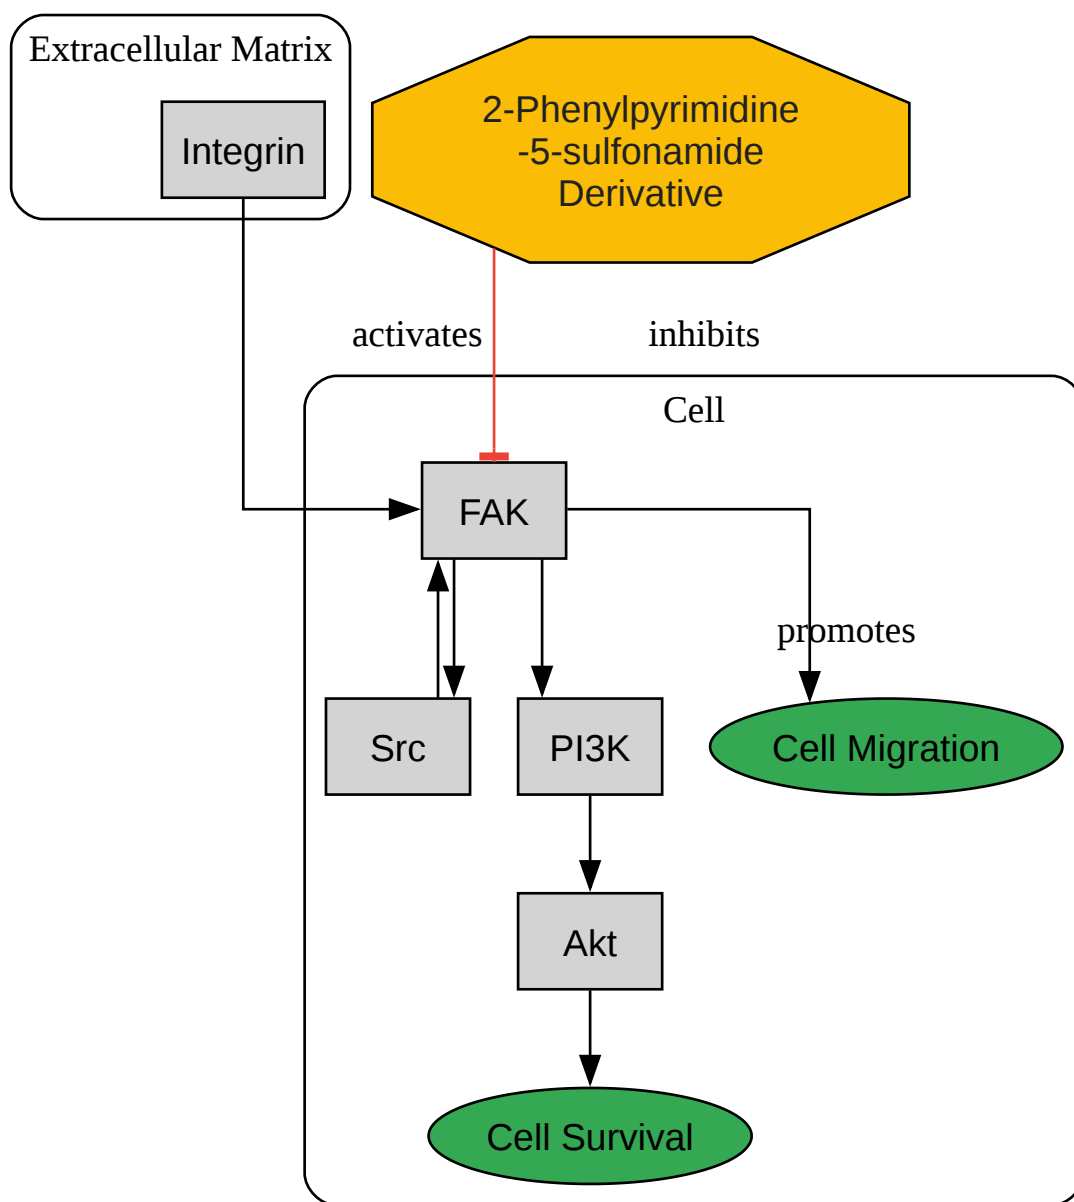 Extracellular Matrix
Integrin
2-Phenylpyrimidine
-5-sulfonamide
Derivative
activates
inhibits
Cell
FAK
promotes
Src
PI3K
Cell Migration
Akt
Cell Survival